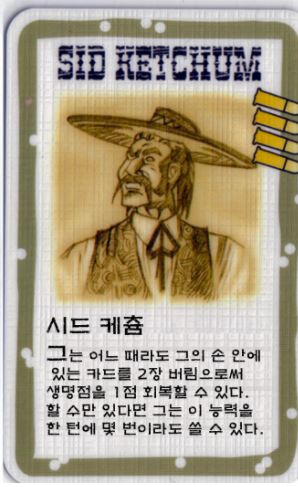 SID KETCHUM
시드 케츔
그는 어느 때라도 그의 손 안에
있는 카드를 2장 버림으로써
생명점을 1점 회복할 수 있다.
할 수만 있다면 그는 이 능력을
한 턴에 몇 번이라도 쓸 수 있다.